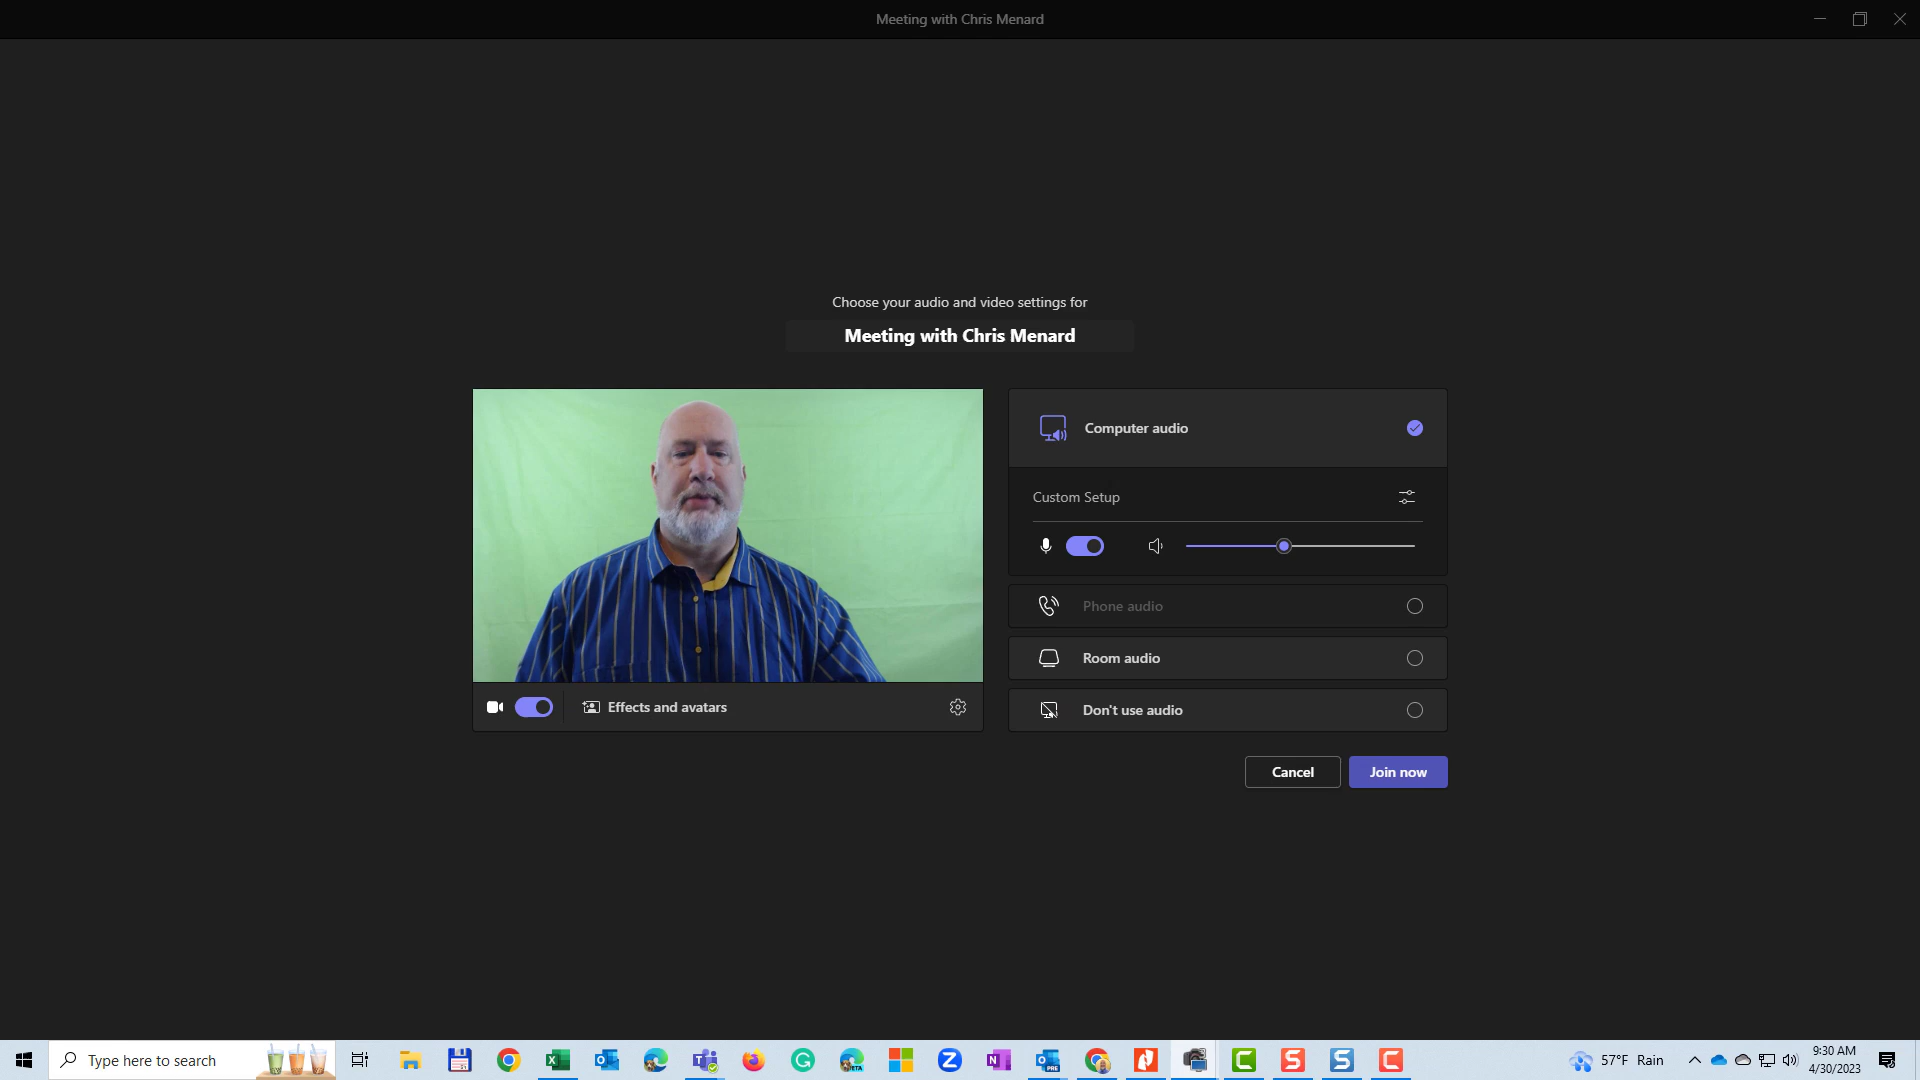 Meeting with Chris Menard
Choose your audio and video settings for
Meeting with Chris Menard
Computer audio
Custom Setup
Phone audio
Room audio
Effects and avatars
Don't use audio
Cancel
Join now
Type here to search
57°F Rain
9:30 AM
4/30/2023